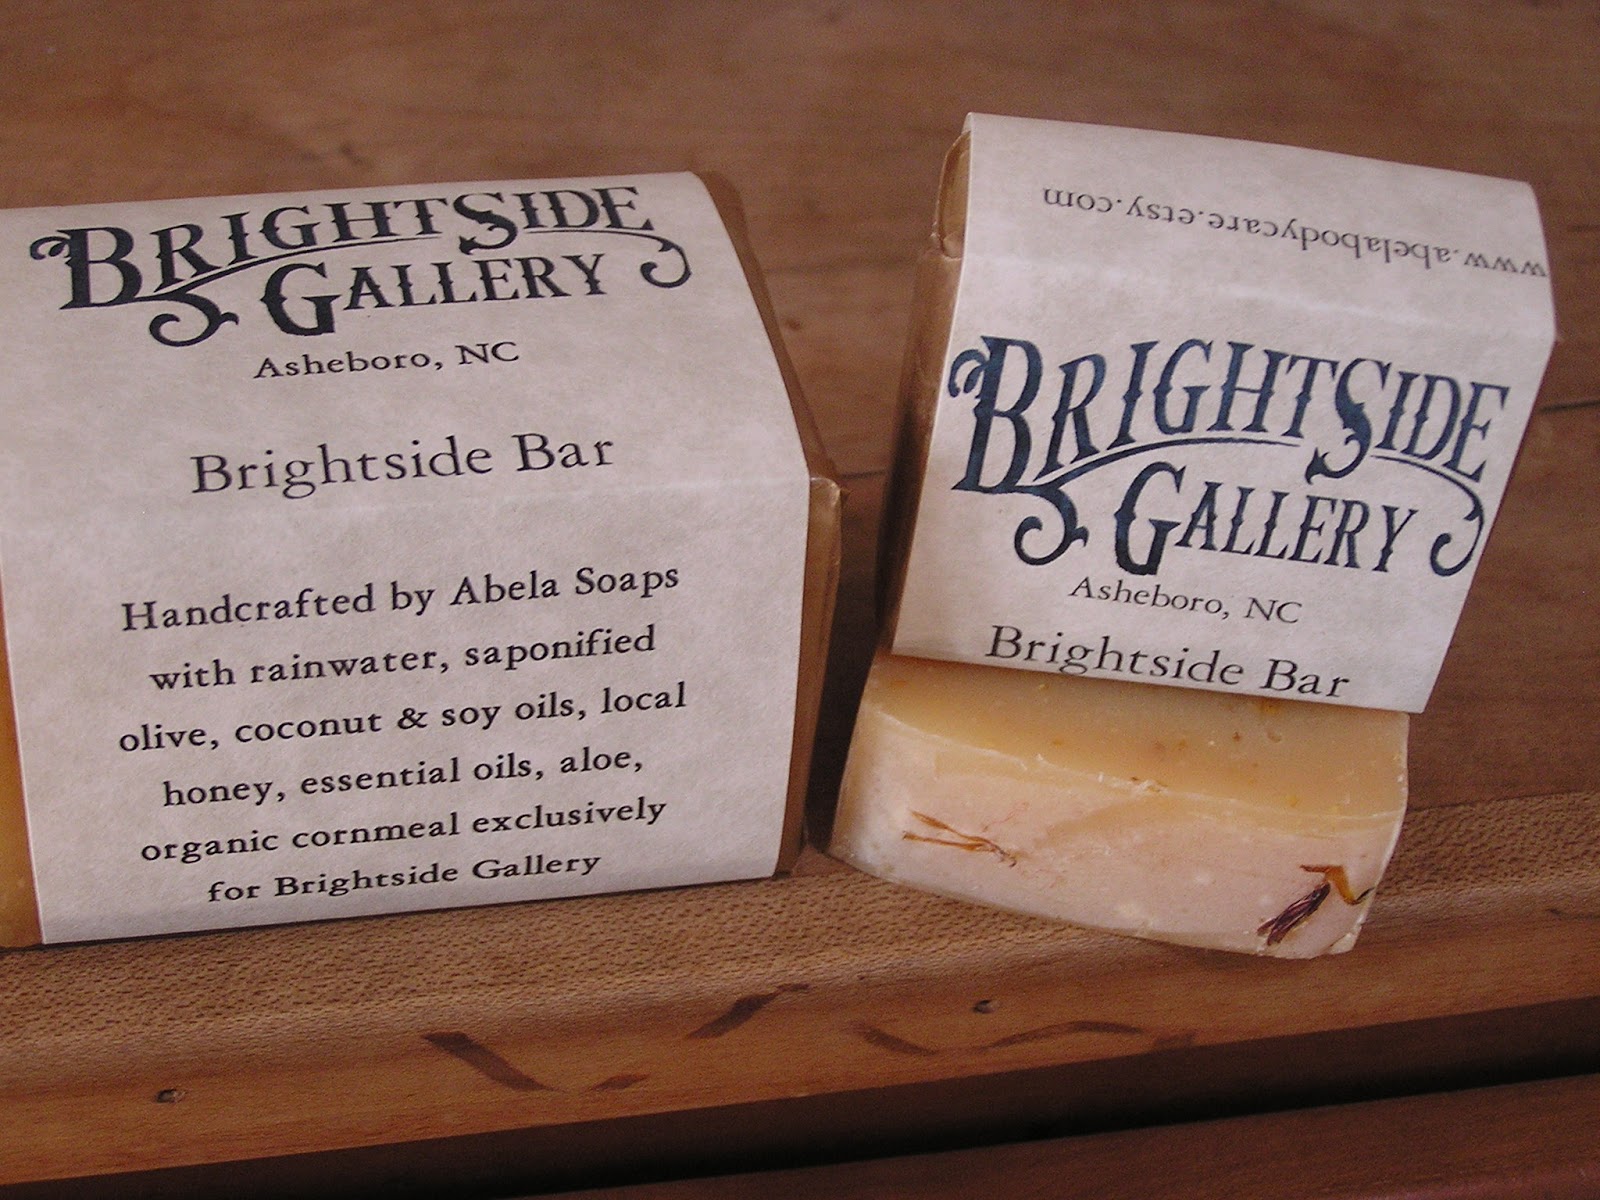 BRIGHTSIDE
GALLERY
Asheboro, NC
Brightside Bar
Handcrafted by Abela Soaps
with rainwater, saponified
olive, coconut & soy oils, local
honey, essential oils, aloe,
organic cornmeal exclusively
for Brightside Gallery
www.abelabodycare.etsy.com
BRIGHTSIDE
GALLERY
Asheboro, NC
Brightside Bar